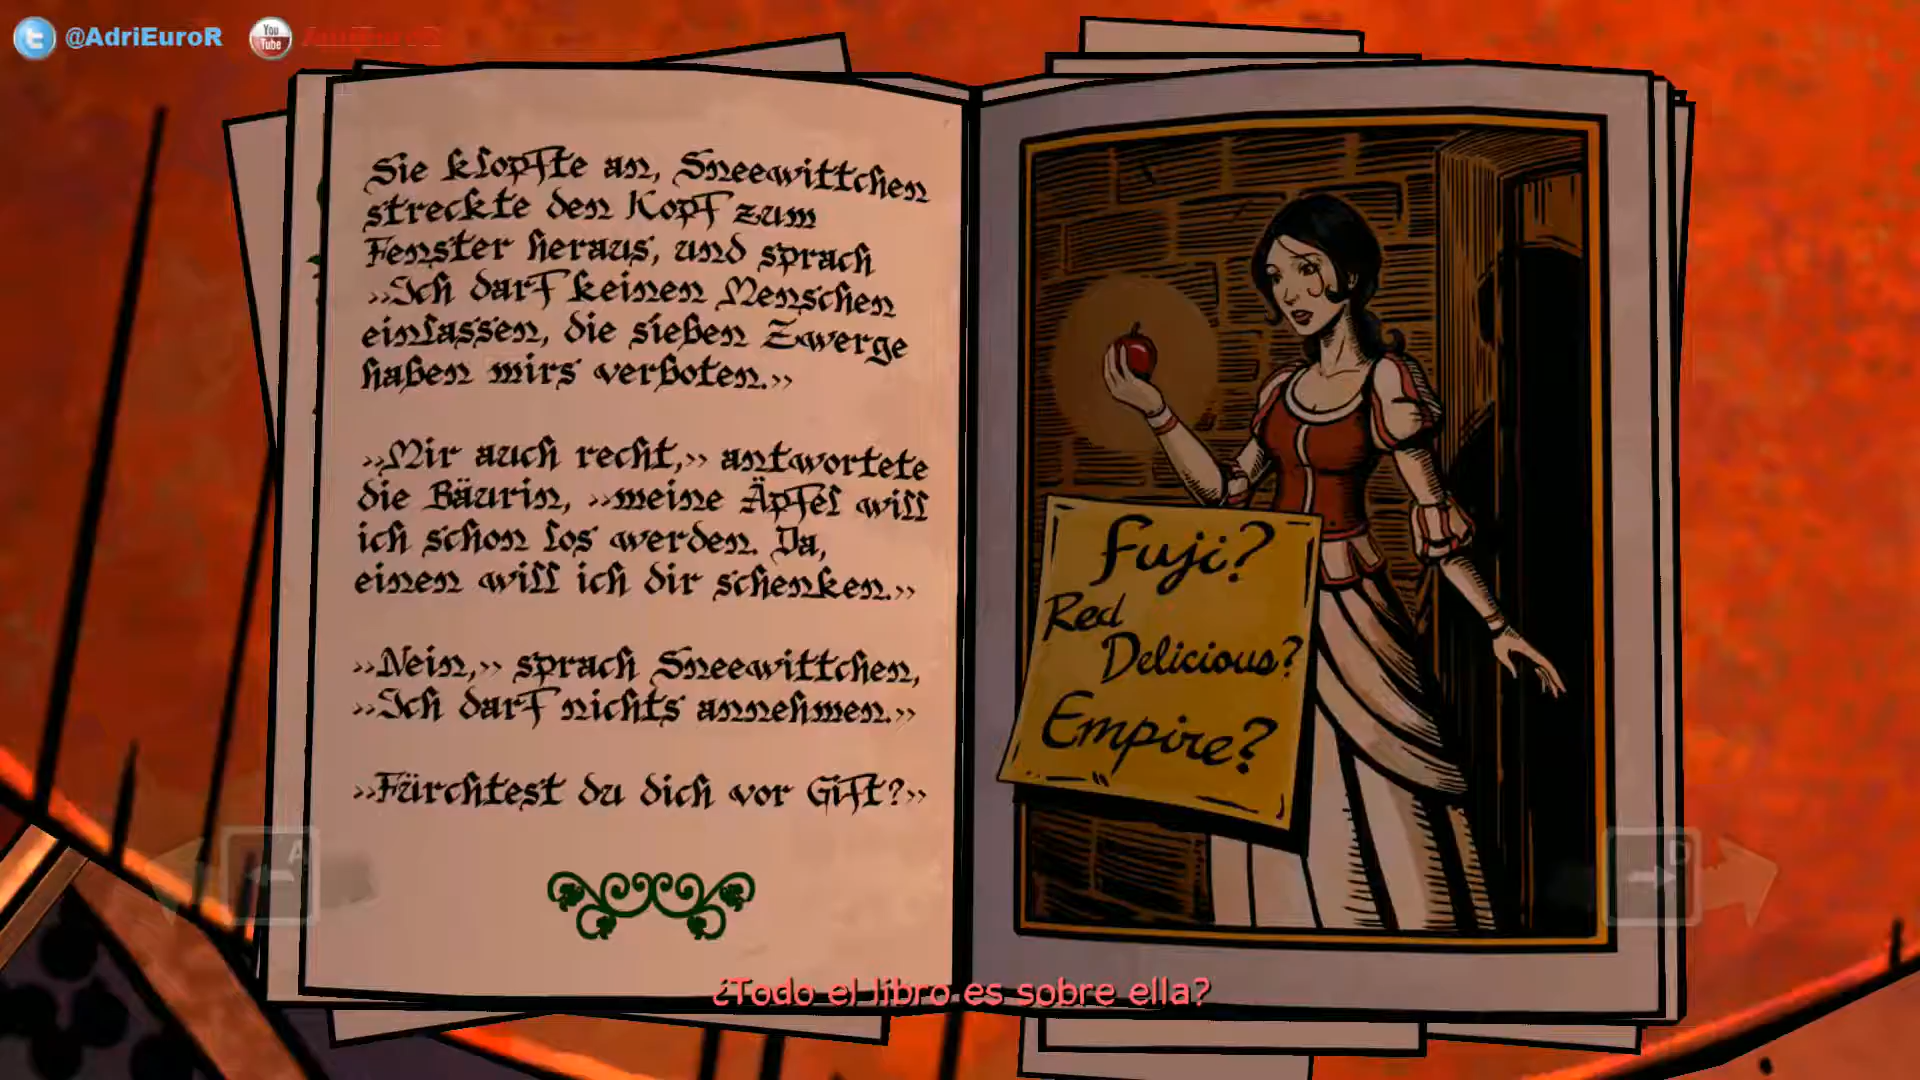 @AdriEuroR
You
Tube
AdriEuroR
Sie klopfte an, Sneewittchen
streckte den Kopf zum
Fenster heraus, und sprach
»Ich darf keinen Menschen
einlassen, die sieben Zwerge
haben mirs verboten.»
»Mir auch recht,» antwortete
die Bäurin, »meine Äpfel will
ich schon los werden. Da,
einen will ich dir schenken.»
»Nein,» sprach Sneewittchen,
»Ich darf nichts annehmen.»
»Fürchtest du dich vor Gift?»
Fuji?
Red
Delicious?
Empire?
A
D
¿Todo el libro es sobre ella?